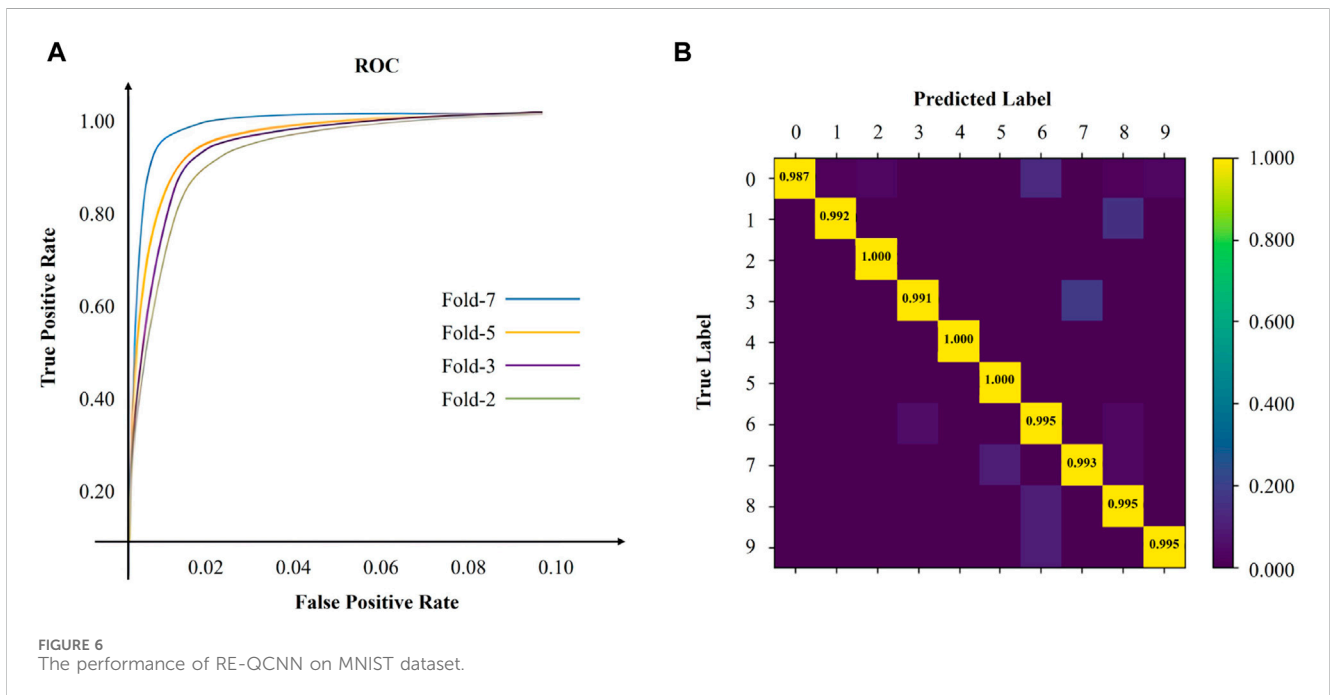 A
ROC
1.00
0.80
0.60
0.40
0.20
True Positive Rate
Fold-7
Fold-5
Fold-3
Fold-2
0.02 0.04 0.06 0.08 0.10
False Positive Rate
B
Predicted Label
0 1 2 3 4 5 6 7 8 9
True Label
0 0.987
1 0.992
2 1.000
3 0.991
4 1.000
5 1.000
6 0.995
7 0.993
8 0.995
9 0.995
1.000
0.800
0.600
0.400
0.200
0.000
FIGURE 6
The performance of RE-QCNN on MNIST dataset.